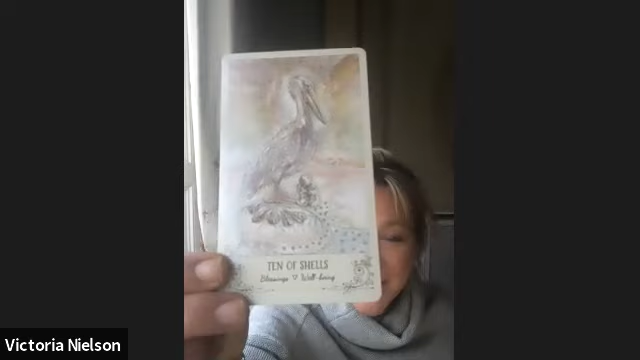 TEN OF SHELLS
Blessings ♡ Well-being
Victoria Nielson